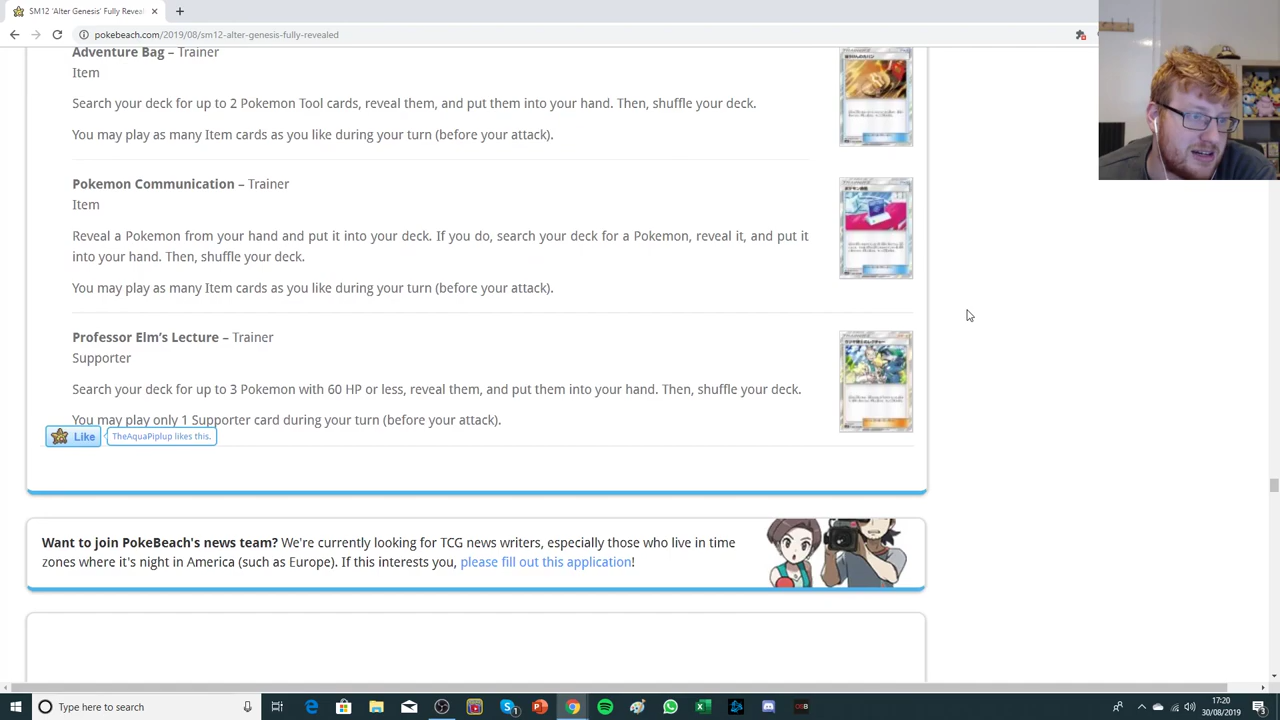 SM12 'Alter Genesis' Fully Reveal
pokebeach.com/2019/08/sm12-alter-genesis-fully-revealed
Adventure Bag – Trainer
Item
Search your deck for up to 2 Pokemon Tool cards, reveal them, and put them into your hand. Then, shuffle your deck.
You may play as many Item cards as you like during your turn (before your attack).
Pokemon Communication – Trainer
Item
Reveal a Pokemon from your hand and put it into your deck. If you do, search your deck for a Pokemon, reveal it, and put it
into your hand. Then, shuffle your deck.
You may play as many Item cards as you like during your turn (before your attack).
Professor Elm's Lecture – Trainer
Supporter
Search your deck for up to 3 Pokemon with 60 HP or less, reveal them, and put them into your hand. Then, shuffle your deck.
You may play only 1 Supporter card during your turn (before your attack).
Like
TheAquaPiplup likes this.
Want to join PokeBeach's news team? We're currently looking for TCG news writers, especially those who live in time
zones where it's night in America (such as Europe). If this interests you, please fill out this application!
Type here to search
17:20
30/08/2019